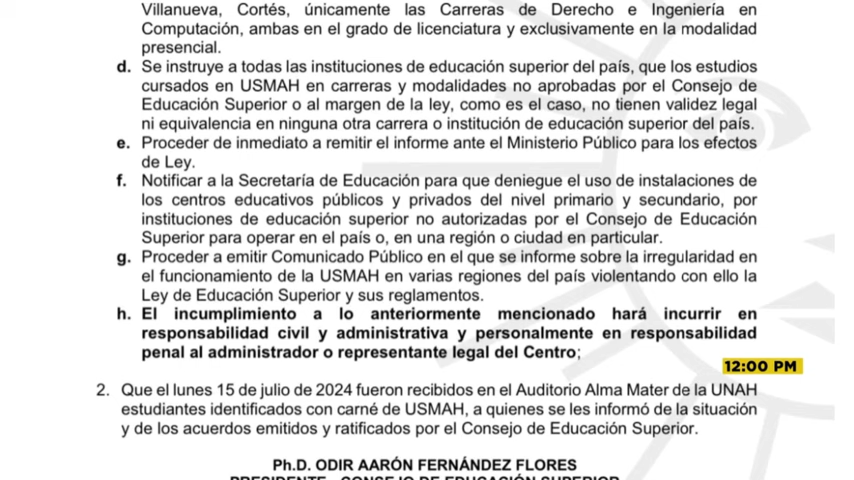 Villanueva, Cortés, únicamente las Carreras de Derecho e Ingeniería en
Computación, ambas en el grado de licenciatura y exclusivamente en la modalidad
presencial.
d. Se instruye a todas las instituciones de educación superior del país, que los estudios
cursados en USMAH en carreras y modalidades no aprobadas por el Consejo de
Educación Superior o al margen de la ley, como es el caso, no tienen validez legal
ni equivalencia en ninguna otra carrera o institución de educación superior del país.
e. Proceder de inmediato a remitir el informe ante el Ministerio Público para los efectos
de Ley.
f. Notificar a la Secretaría de Educación para que deniegue el uso de instalaciones de
los centros educativos públicos y privados del nivel primario y secundario, por
instituciones de educación superior no autorizadas por el Consejo de Educación
Superior para operar en el país o, en una región o ciudad en particular.
g. Proceder a emitir Comunicado Público en el que se informe sobre la irregularidad en
el funcionamiento de la USMAH en varias regiones del país violentando con ello la
Ley de Educación Superior y sus reglamentos.
h. El incumplimiento a lo anteriormente mencionado hará incurrir en
responsabilidad civil y administrativa y personalmente en responsabilidad
penal al administrador o representante legal del Centro;
12:00 PM
2. Que el lunes 15 de julio de 2024 fueron recibidos en el Auditorio Alma Mater de la UNAH
estudiantes identificados con carné de USMAH, a quienes se les informó de la situación
y de los acuerdos emitidos y ratificados por el Consejo de Educación Superior.
Ph.D. ODIR AARÓN FERNÁNDEZ FLORES
PRESIDENTE - CONSEJO DE EDUCACIÓN SUPERIOR